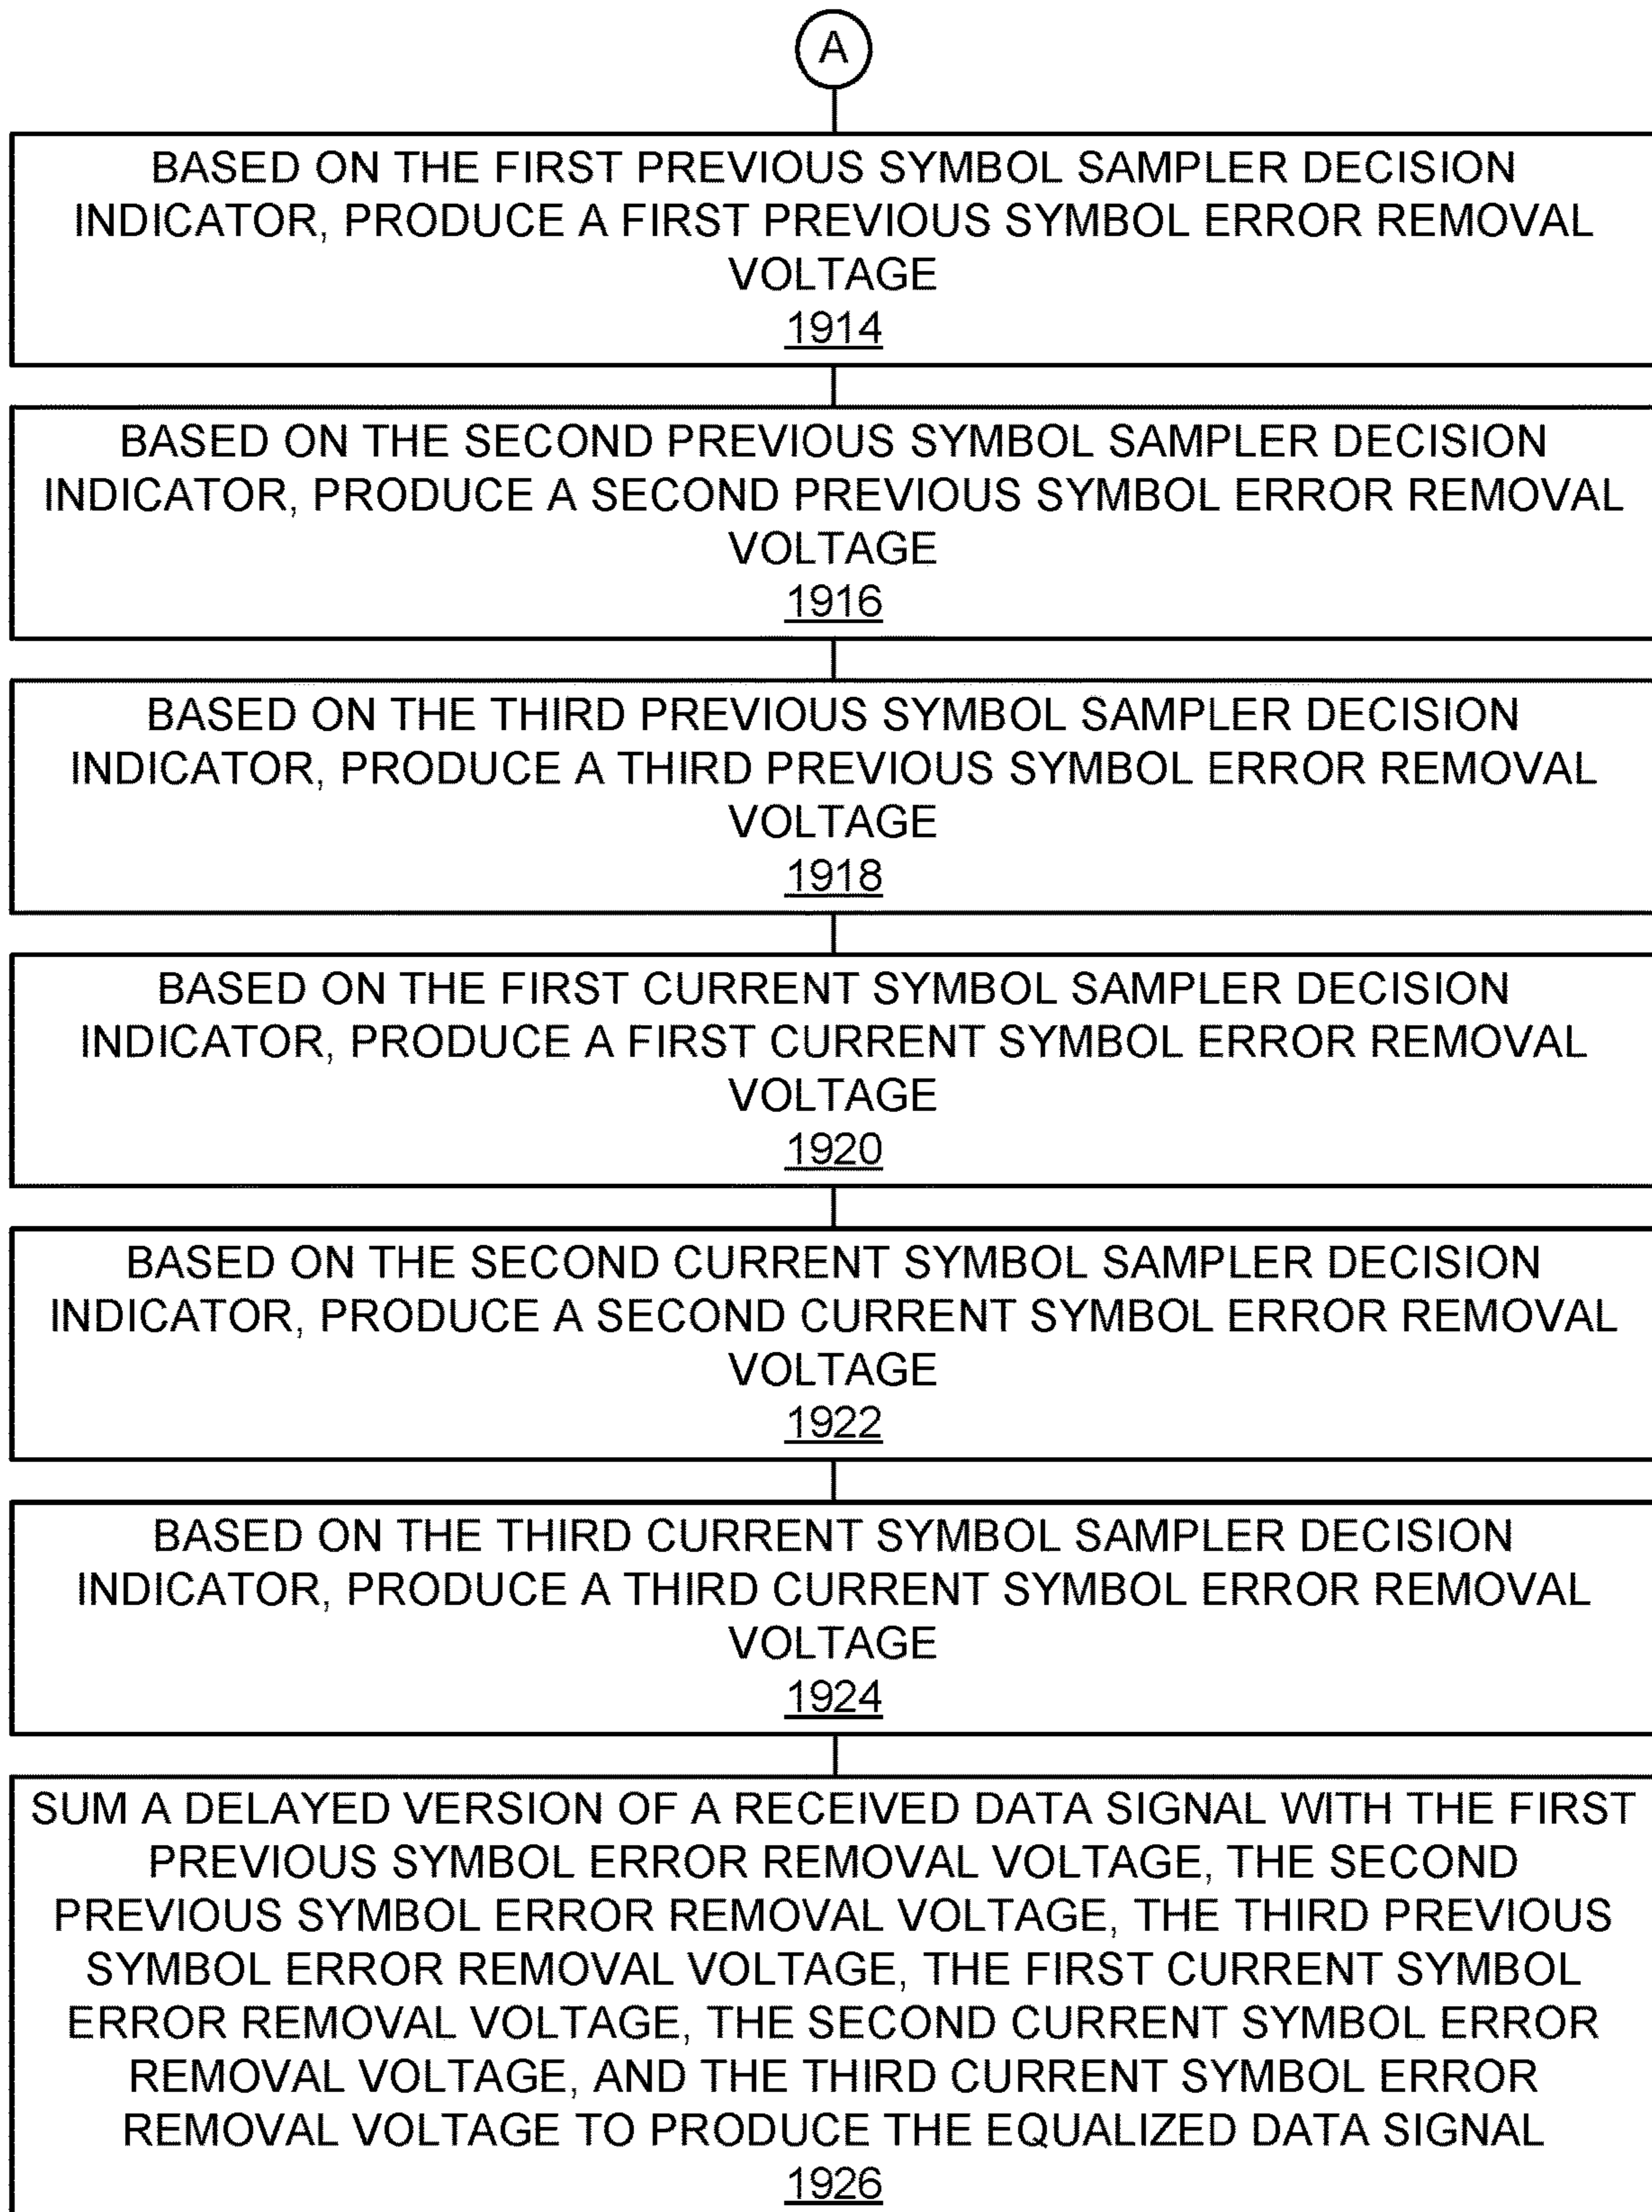 A
BASED ON THE FIRST PREVIOUS SYMBOL SAMPLER DECISION
INDICATOR, PRODUCE A FIRST PREVIOUS SYMBOL ERROR REMOVAL
VOLTAGE
1914
BASED ON THE SECOND PREVIOUS SYMBOL SAMPLER DECISION
INDICATOR, PRODUCE A SECOND PREVIOUS SYMBOL ERROR REMOVAL
VOLTAGE
1916
BASED ON THE THIRD PREVIOUS SYMBOL SAMPLER DECISION
INDICATOR, PRODUCE A THIRD PREVIOUS SYMBOL ERROR REMOVAL
VOLTAGE
1918
BASED ON THE FIRST CURRENT SYMBOL SAMPLER DECISION
INDICATOR, PRODUCE A FIRST CURRENT SYMBOL ERROR REMOVAL
VOLTAGE
1920
BASED ON THE SECOND CURRENT SYMBOL SAMPLER DECISION
INDICATOR, PRODUCE A SECOND CURRENT SYMBOL ERROR REMOVAL
VOLTAGE
1922
BASED ON THE THIRD CURRENT SYMBOL SAMPLER DECISION
INDICATOR, PRODUCE A THIRD CURRENT SYMBOL ERROR REMOVAL
VOLTAGE
1924
SUM A DELAYED VERSION OF A RECEIVED DATA SIGNAL WITH THE FIRST
PREVIOUS SYMBOL ERROR REMOVAL VOLTAGE, THE SECOND
PREVIOUS SYMBOL ERROR REMOVAL VOLTAGE, THE THIRD PREVIOUS
SYMBOL ERROR REMOVAL VOLTAGE, THE FIRST CURRENT SYMBOL
ERROR REMOVAL VOLTAGE, THE SECOND CURRENT SYMBOL ERROR
REMOVAL VOLTAGE, AND THE THIRD CURRENT SYMBOL ERROR
REMOVAL VOLTAGE TO PRODUCE THE EQUALIZED DATA SIGNAL
1926